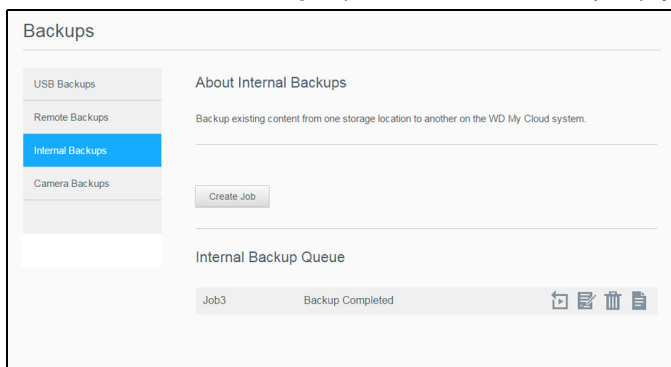 Backups
USB Backups
Remote Backups
Internal Backups
Camera Backups
About Internal Backups
Backup existing content from one storage location to another on the WD My Cloud system.
Create Job
Internal Backup Queue
Job3 Backup Completed